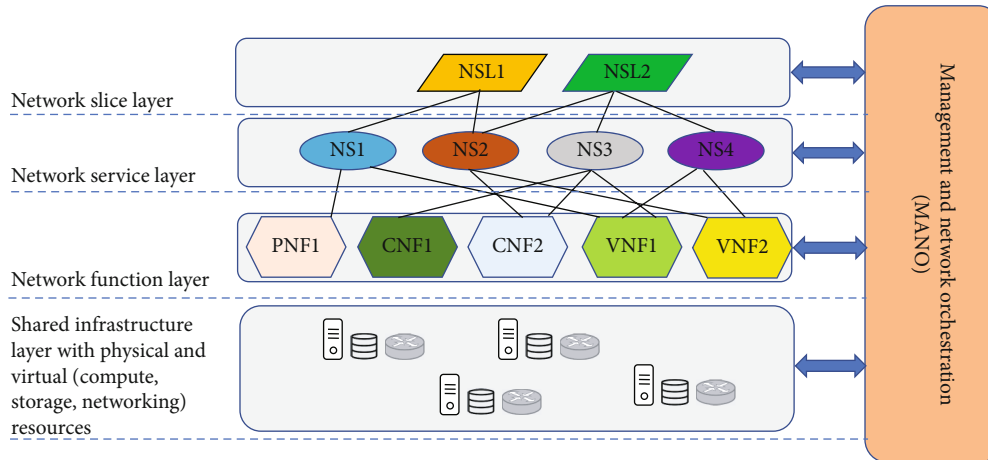 NSL1
NSL2
Network slice layer
NS1
NS2
NS3
NS4
Network service layer
PNF1
CNF1
CNF2
VNF1
VNF2
Network function layer
Shared infrastructure
layer with physical and
virtual (compute,
storage, networking)
resources
Management and network orchestration
(MANO)